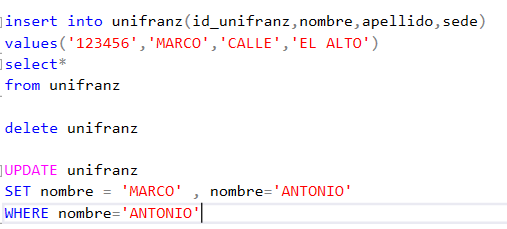 insert into unifranz(id_unifranz,nombre,apellido,sede)
values('123456','MARCO','CALLE','EL ALTO')
select*
from unifranz
delete unifranz
UPDATE unifranz
SET nombre = 'MARCO' , nombre='ANTONIO'
WHERE nombre='ANTONIO'